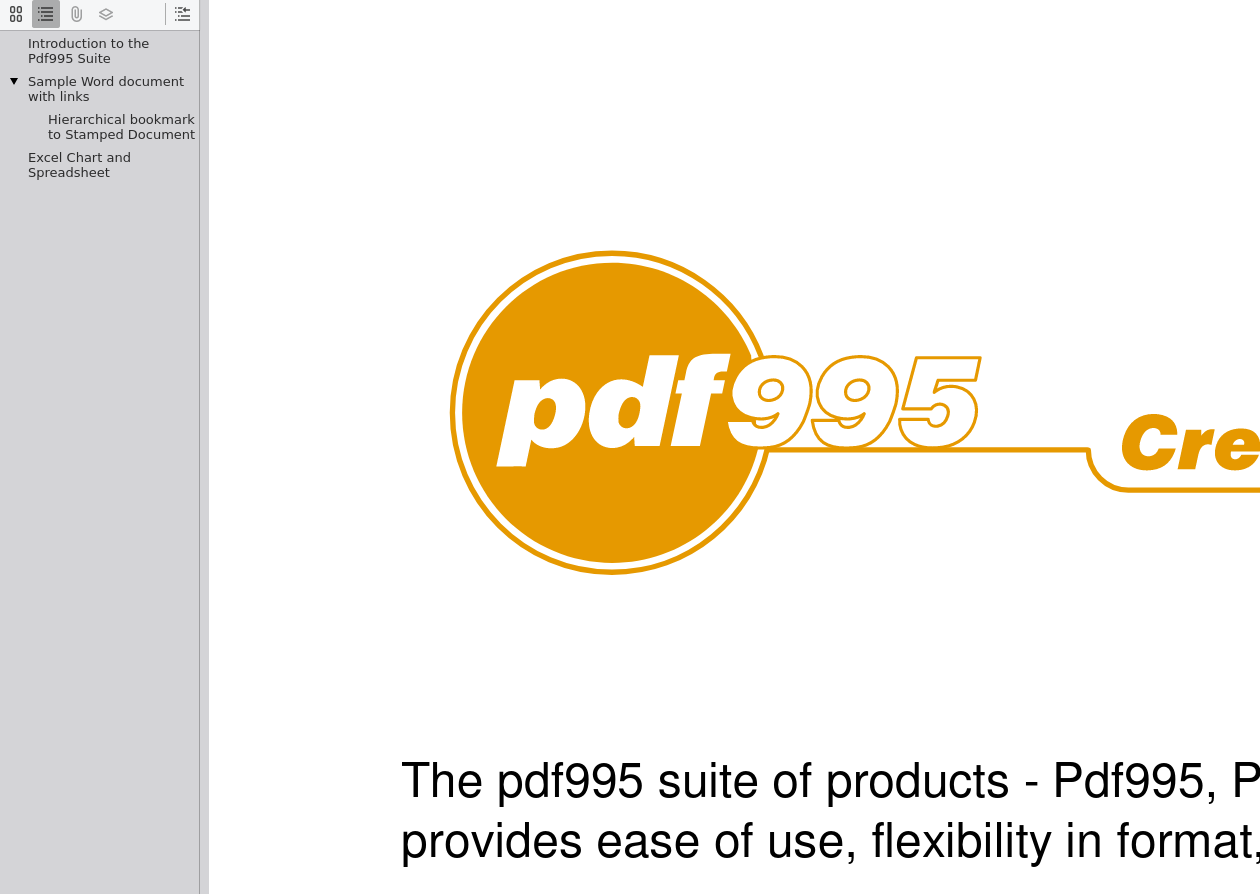 Introduction to the
Pdf995 Suite
Sample Word document
with links
Hierarchical bookmark
to Stamped Document
Excel Chart and
Spreadsheet
pdf995
Cre
The pdf995 suite of products - Pdf995, P
provides ease of use, flexibility in format,